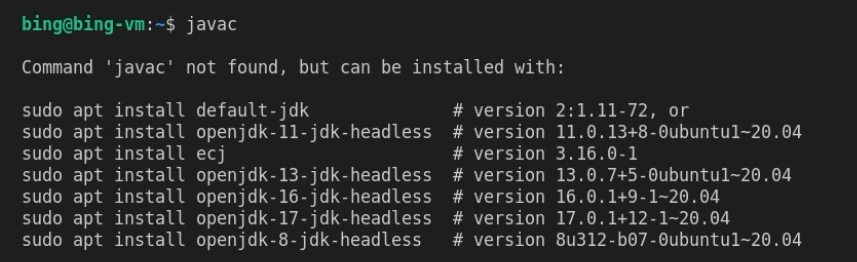 bing@bing-vm:~$ javac
Command 'javac' not found, but can be installed with:
sudo apt install default-jdk              # version 2:1.11-72, or
sudo apt install openjdk-11-jdk-headless  # version 11.0.13+8-0ubuntu1~20.04
sudo apt install ecj                      # version 3.16.0-1
sudo apt install openjdk-13-jdk-headless  # version 13.0.7+5-0ubuntu1~20.04
sudo apt install openjdk-16-jdk-headless  # version 16.0.1+9-1~20.04
sudo apt install openjdk-17-jdk-headless  # version 17.0.1+12-1~20.04
sudo apt install openjdk-8-jdk-headless   # version 8u312-b07-0ubuntu1~20.04